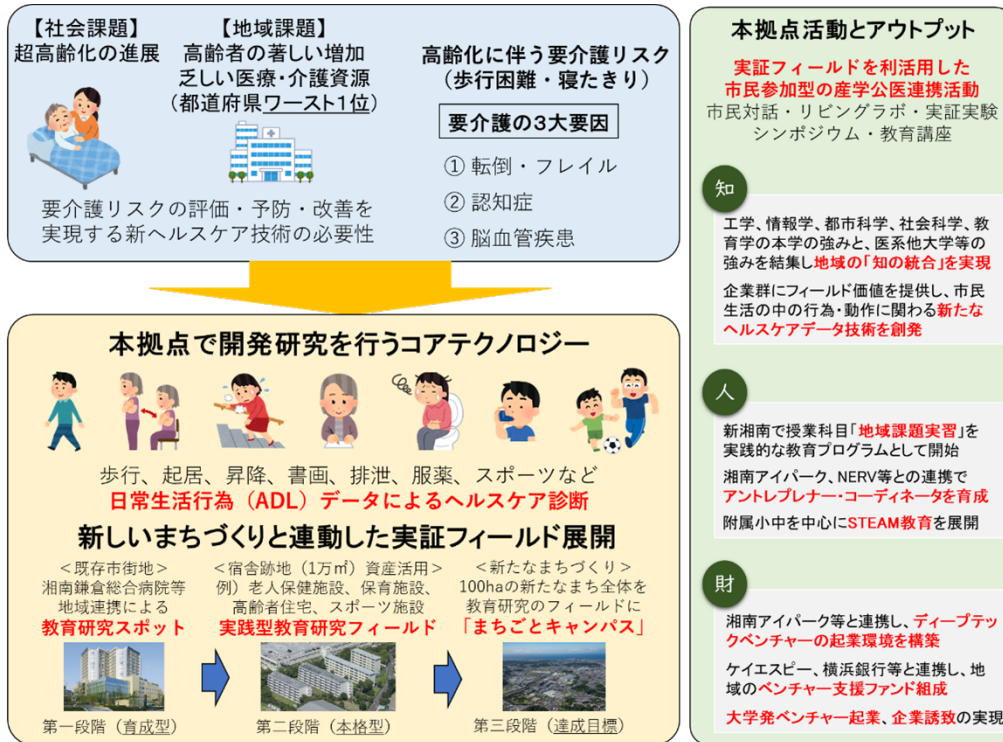 【社会課題】
超高齢化の進展
【地域課題】
高齢者の著しい増加
乏しい医療・介護資源
(都道府県ワースト1位)
高齢化に伴う要介護リスク
(歩行困難・寝たきり)
要介護の3大要因
① 転倒・フレイル
② 認知症
③ 脳血管疾患
要介護リスクの評価・予防・改善を
実現する新ヘルスケア技術の必要性
本拠点で開発研究を行うコアテクノロジー
歩行、起居、昇降、書画、排泄、服薬、スポーツなど
日常生活行為（ADL）データによるヘルスケア診断
新しいまちづくりと連動した実証フィールド展開
＜既存市街地＞
湘南鎌倉総合病院等
地域連携による
教育研究スポット
第一段階（育成型）
＜宿舎跡地（1万㎡）資産活用＞
例）老人保健施設、保育施設、
高齢者住宅、スポーツ施設
実践型教育研究フィールド
第二段階（本格型）
＜新たなまちづくり＞
100haの新たなまち全体を
教育研究のフィールドに
「まちごとキャンパス」
第三段階（達成目標）
本拠点活動とアウトプット
実証フィールドを利活用した
市民参加型の産学公医連携活動
市民対話・リビングラボ・実証実験
シンポジウム・教育講座
知
工学、情報学、都市科学、社会科学、教
育学の本学の強みと、医系他大学等の
強みを結集し地域の「知の統合」を実現
企業群にフィールド価値を提供し、市民
生活の中の行為・動作に関わる新たな
ヘルスケアデータ技術を創発
人
新湘南で授業科目「地域課題実習」を
実践的な教育プログラムとして開始
湘南アイパーク、NERV等との連携で
アントレプレナー・コーディネータを育成
附属小中を中心にSTEAM教育を展開
財
湘南アイパーク等と連携し、ディープテッ
クベンチャーの起業環境を構築
ケイエスピー、横浜銀行等と連携し、地
域のベンチャー支援ファンド組成
大学発ベンチャー起業、企業誘致の実現